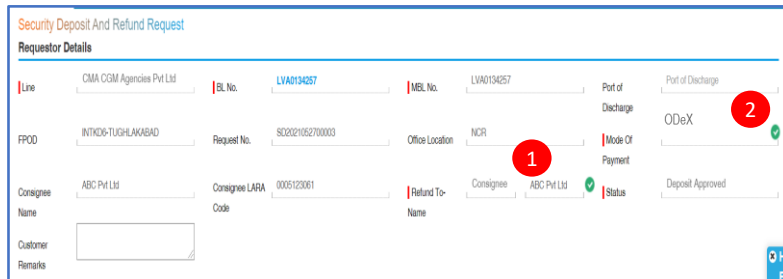 Security Deposit And Refund Request
Requestor Details
Line CMA CGM Agencies Pvt Ltd BL No. LVA0134257 MBL No. LVA0134257 Port of Discharge Port of Discharge
FPOD INTKD6-TUGHLAKABAD Request No. SD2021052700003 Office Location NCR Mode Of Payment ODeX 2
1
Consignee Name ABC Pvt Ltd Consignee LARA Code 0005123061 Refund To-Name Consignee ABC Pvt Ltd Status Deposit Approved
Customer Remarks